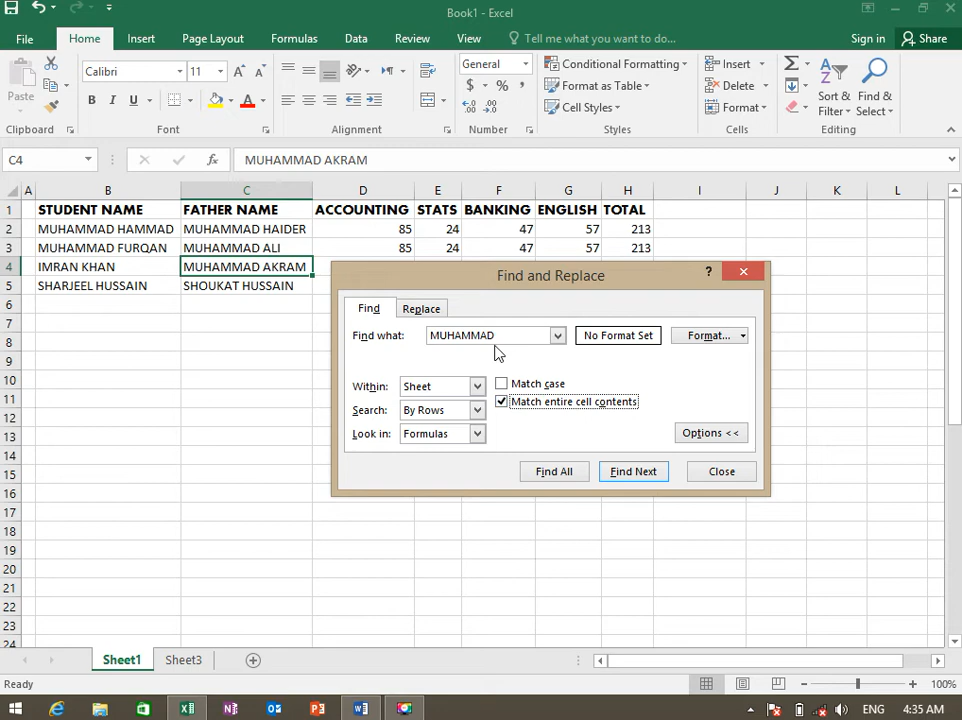 Book1 - Excel
File Home Insert Page Layout Formulas Data Review View Tell me what you want to do... Sign in Share
Paste Calibri 11 General Conditional Formatting Insert Sort & Find &
B I U A $ % , Format as Table Delete Filter Select
Cell Styles Format
Clipboard Font Alignment Number Styles Cells Editing
C4 fx MUHAMMAD AKRAM
A B C D E F G H I J K L
1 STUDENT NAME FATHER NAME ACCOUNTING STATS BANKING ENGLISH TOTAL
2 MUHAMMAD HAMMAD MUHAMMAD HAIDER 85 24 47 57 213
3 MUHAMMAD FURQAN MUHAMMAD ALI 85 24 47 57 213
4 IMRAN KHAN MUHAMMAD AKRAM
5 SHARJEEL HUSSAIN SHOUKAT HUSSAIN
6
7
8
9
10
11
12
13
14
15
16
17
18
19
20
21
22
23
24
Find and Replace ?
Find Replace
Find what: MUHAMMAD No Format Set Format...
Within: Sheet Match case
Search: By Rows Match entire cell contents
Look in: Formulas Options <<
Find All Find Next Close
Sheet1 Sheet3
Ready 100%
ENG 4:35 AM